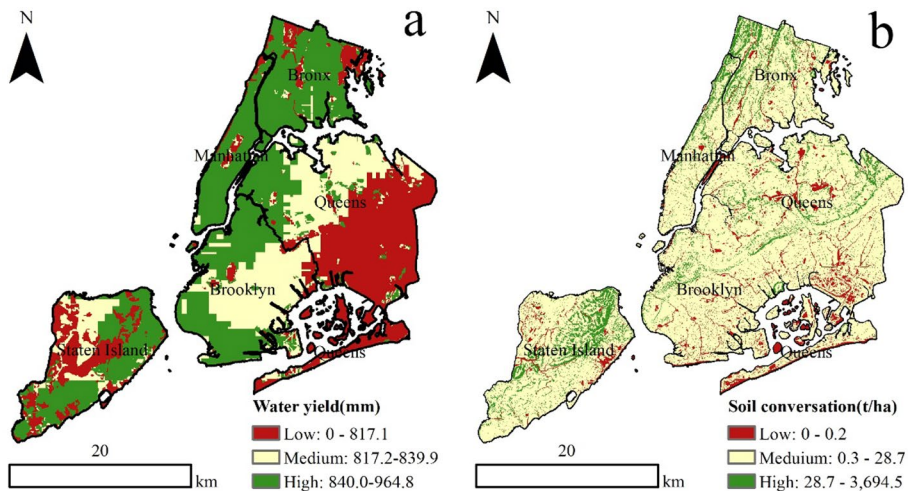 N
a
Bronx
Manhattan
Queens
Brooklyn
Staten Island
Queens
Water yield(mm)
Low: 0 - 817.1
Medium: 817.2-839.9
High: 840.0-964.8
20
km
N
b
Bronx
Manhattan
Queens
Brooklyn
Staten Island
Queens
Soil conversation(t/ha)
Low: 0 - 0.2
Meduium: 0.3 - 28.7
High: 28.7 - 3,694.5
20
km